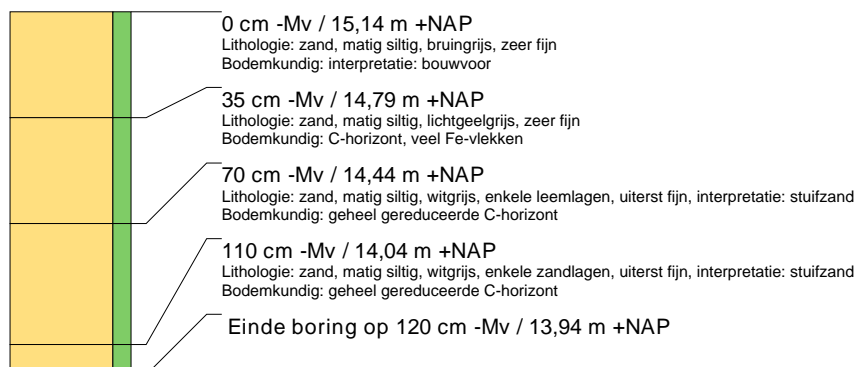 0 cm -Mv / 15,14 m +NAP
Lithologie: zand, matig siltig, bruingrijs, zeer fijn
Bodemkundig: interpretatie: bouwvoor
35 cm -Mv / 14,79 m +NAP
Lithologie: zand, matig siltig, lichtgeelgrijs, zeer fijn
Bodemkundig: C-horizont, veel Fe-vlekken
70 cm -Mv / 14,44 m +NAP
Lithologie: zand, matig siltig, witgrijs, enkele leemlagen, uiterst fijn, interpretatie: stuifzand
Bodemkundig: geheel gereduceerde C-horizont
110 cm -Mv / 14,04 m +NAP
Lithologie: zand, matig siltig, witgrijs, enkele zandlagen, uiterst fijn, interpretatie: stuifzand
Bodemkundig: geheel gereduceerde C-horizont
Einde boring op 120 cm -Mv / 13,94 m +NAP